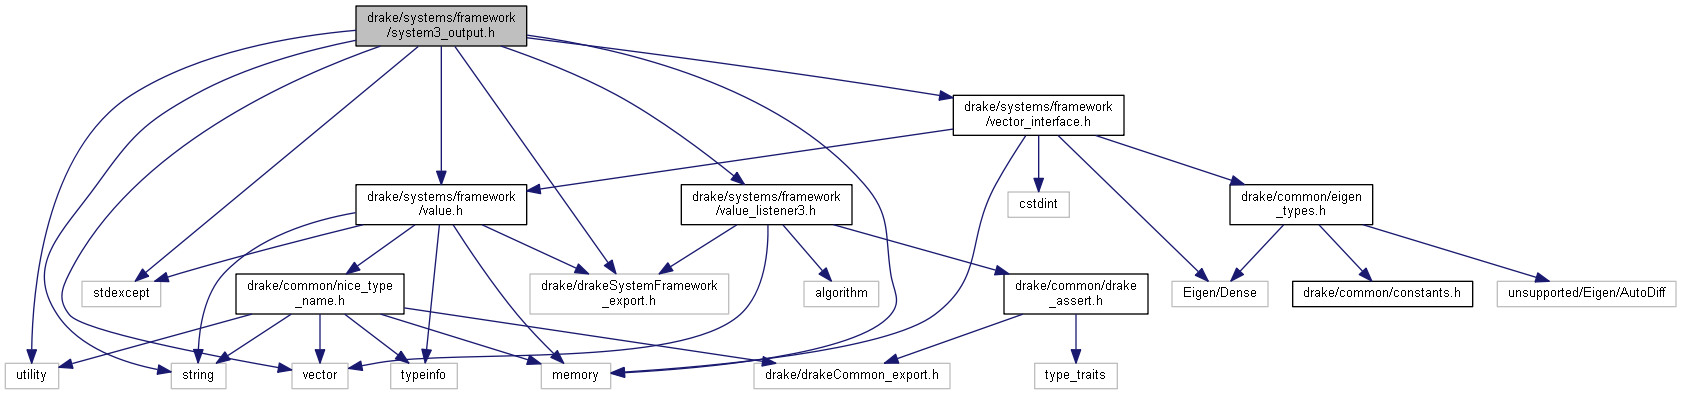 drake/systems/framework
/system3_output.h
drake/systems/framework
/vector_interface.h
drake/systems/framework
/value.h
drake/systems/framework
/value_listener3.h
cstdint
drake/common/eigen
_types.h
stdexcept
drake/common/nice_type
_name.h
drake/drakeSystemFramework
_export.h
algorithm
drake/common/drake
_assert.h
Eigen/Dense
drake/common/constants.h
unsupported/Eigen/AutoDiff
utility
string
vector
typeinfo
memory
drake/drakeCommon_export.h
type_traits